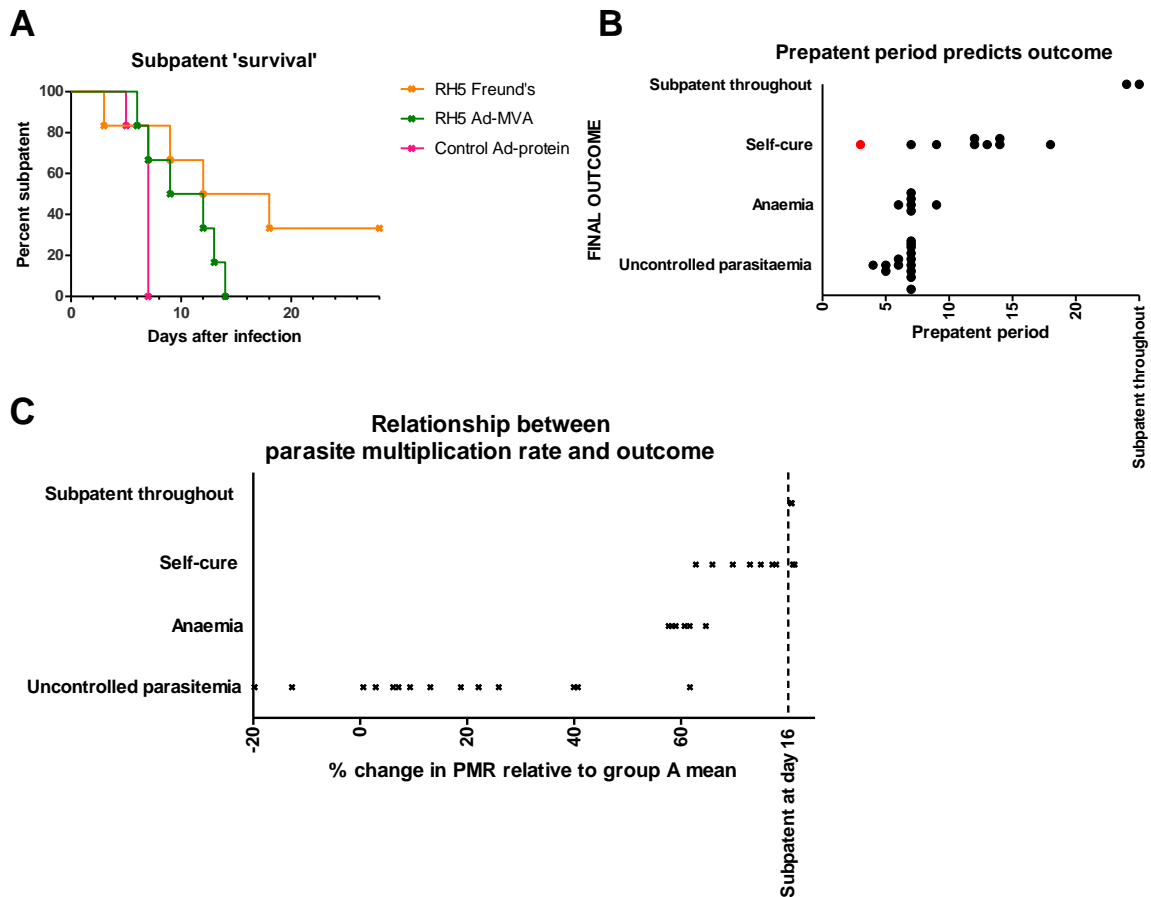 A
Subpatent 'survival'
100
80
60
40
20
0
0
10
20
Percent subpatent
Days after infection
RH5 Freund's
RH5 Ad-MVA
Control Ad-protein
B
Prepatent period predicts outcome
FINAL OUTCOME
Subpatent throughout
Self-cure
Anaemia
Uncontrolled parasitaemia
0
5
10
15
20
Subpatent throughout
Prepatent period
C
Relationship between
parasite multiplication rate and outcome
Subpatent throughout
Self-cure
Anaemia
Uncontrolled parasitemia
-20
0
20
40
60
Subpatent at day 16
% change in PMR relative to group A mean